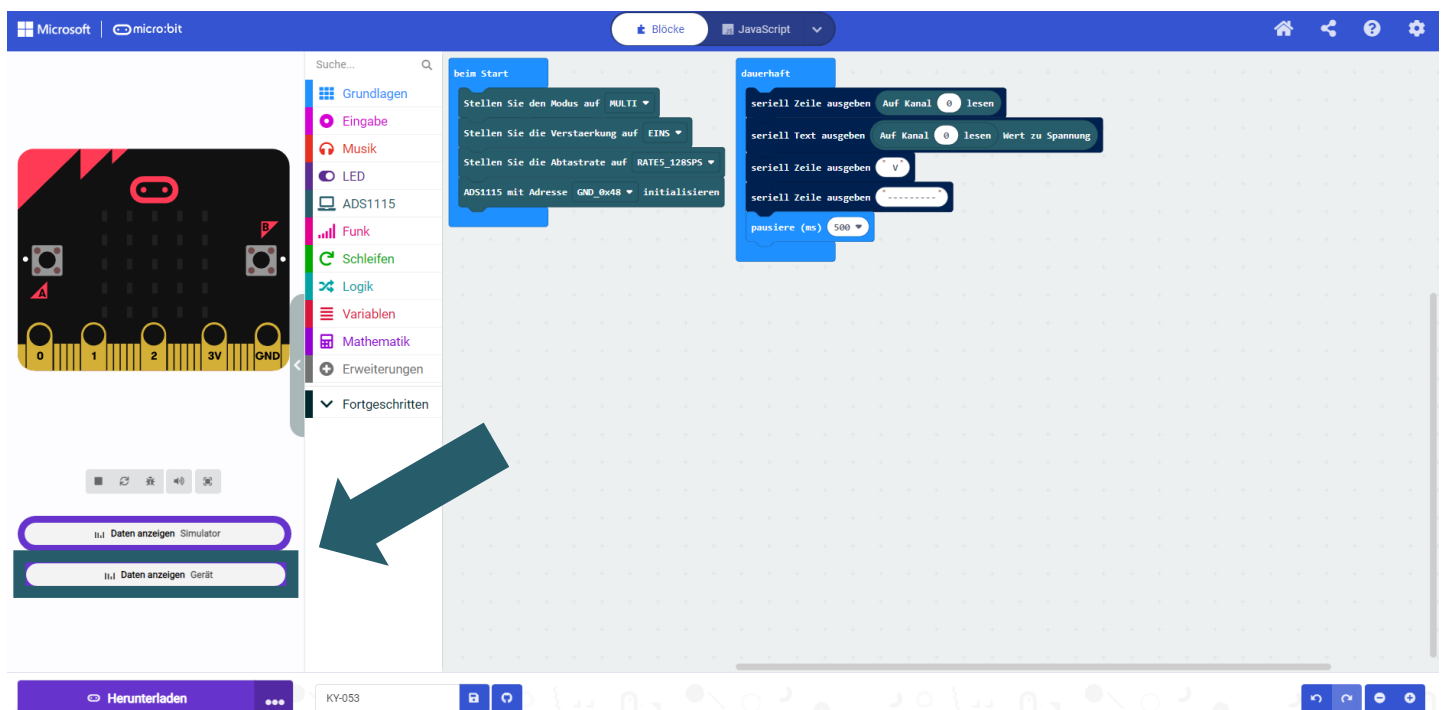 Microsoft micro:bit
Blöcke
JavaScript
Suche...
Grundlagen
Eingabe
Musik
LED
ADS1115
Funk
Schleifen
Logik
Variablen
Mathematik
Erweiterungen
Fortgeschritten
beim Start
Stellen Sie den Modus auf MULTI
Stellen Sie die Verstaerkung auf EINS
Stellen Sie die Abtastrate auf RATE5_128SPS
ADS1115 mit Adresse GND_0x48 initialisieren
dauerhaft
seriell Zeile ausgeben Auf Kanal 0 lesen
seriell Text ausgeben Auf Kanal 0 lesen Wert zu Spannung
seriell Zeile ausgeben " V"
seriell Zeile ausgeben "---------"
pausiere (ms) 500
A
B
0 1 2 3V GND
Daten anzeigen Simulator
Daten anzeigen Gerät
Herunterladen
KY-053